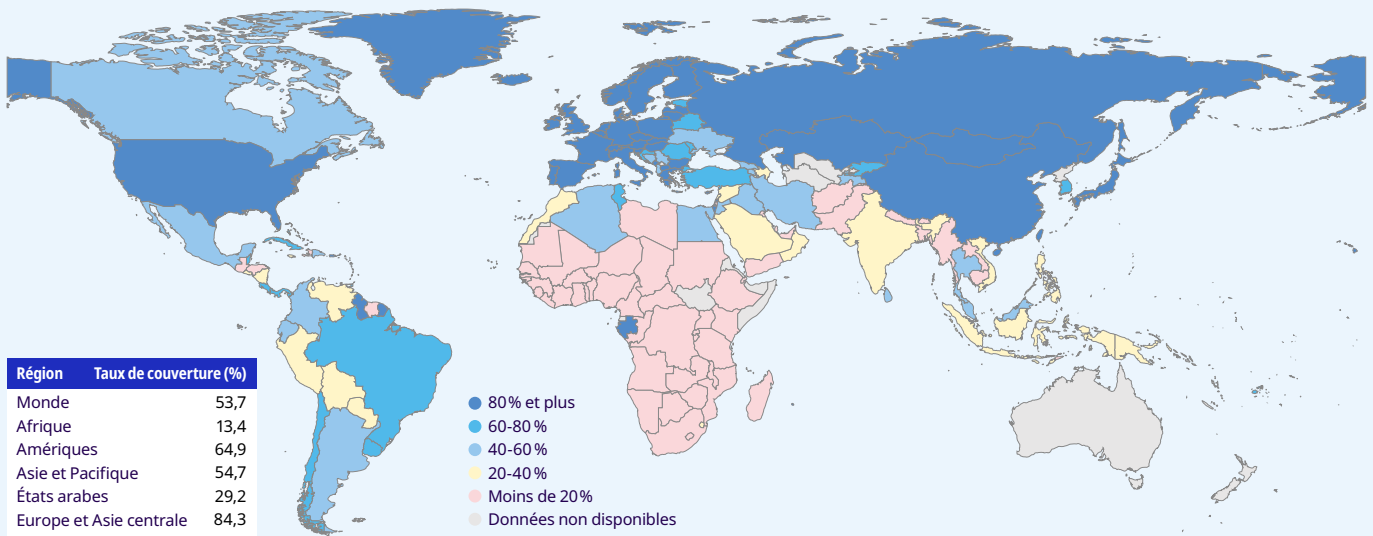 Région Taux de couverture (%)
Monde 53,7
Afrique 13,4
Amériques 64,9
Asie et Pacifique 54,7
États arabes 29,2
Europe et Asie centrale 84,3
80% et plus
60-80%
40-60%
20-40%
Moins de 20%
Données non disponibles